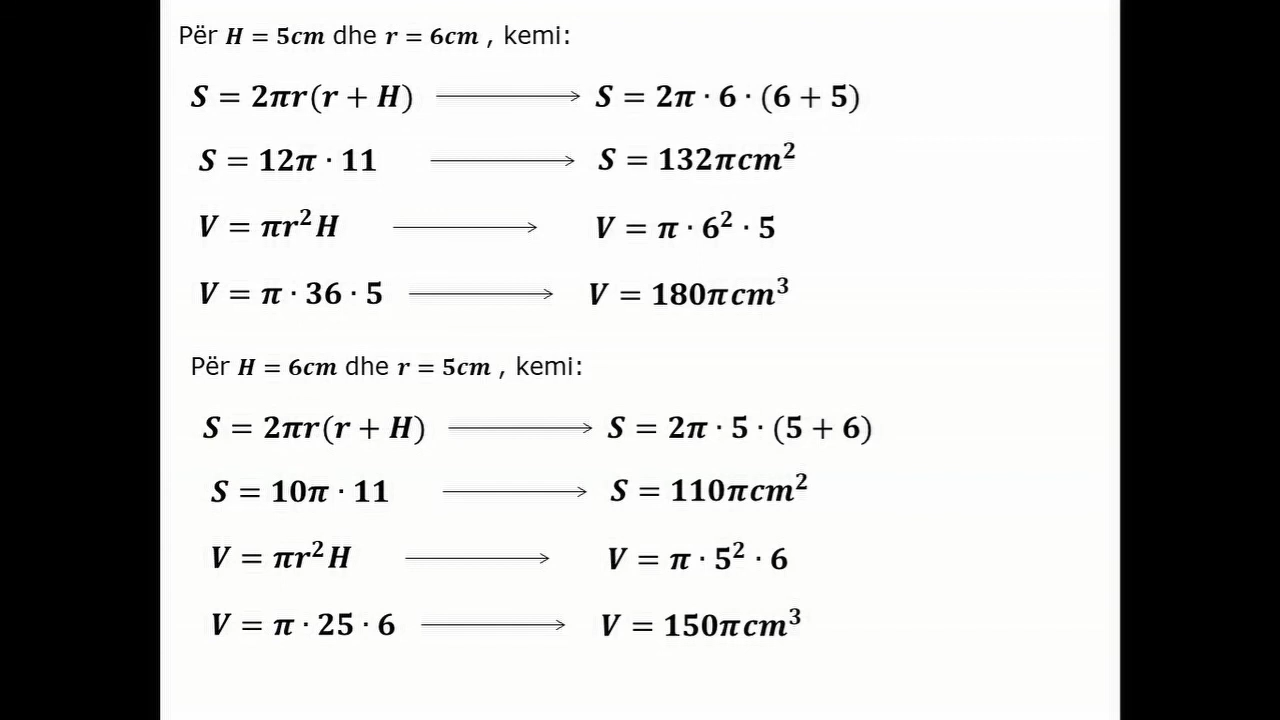 Për H = 5cm dhe r = 6cm , kemi:
S = 2πr(r + H) ⟶ S = 2π · 6 · (6 + 5)
S = 12π · 11 ⟶ S = 132πcm²
V = πr²H ⟶ V = π · 6² · 5
V = π · 36 · 5 ⟶ V = 180πcm³
Për H = 6cm dhe r = 5cm , kemi:
S = 2πr(r + H) ⟶ S = 2π · 5 · (5 + 6)
S = 10π · 11 ⟶ S = 110πcm²
V = πr²H ⟶ V = π · 5² · 6
V = π · 25 · 6 ⟶ V = 150πcm³